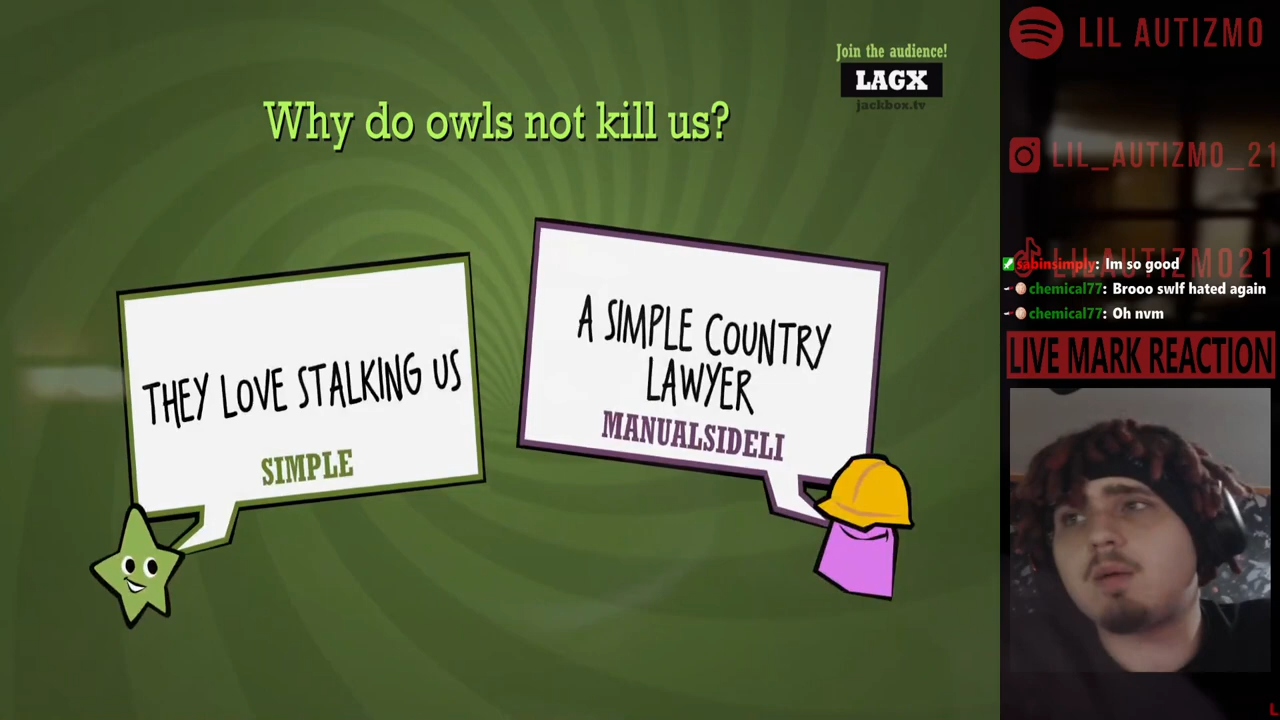 Join the audience!
LAGX
jackbox.tv
Why do owls not kill us?
THEY LOVE STALKING US
SIMPLE
A SIMPLE COUNTRY
LAWYER
MANUALSIDELI
LIL AUTIZMO
LIL_AUTIZMO_21
LILAUTIZMO21
sabinsimply: Im so good
chemical77: Brooo swlf hated again
chemical77: Oh nvm
LIVE MARK REACTION
L